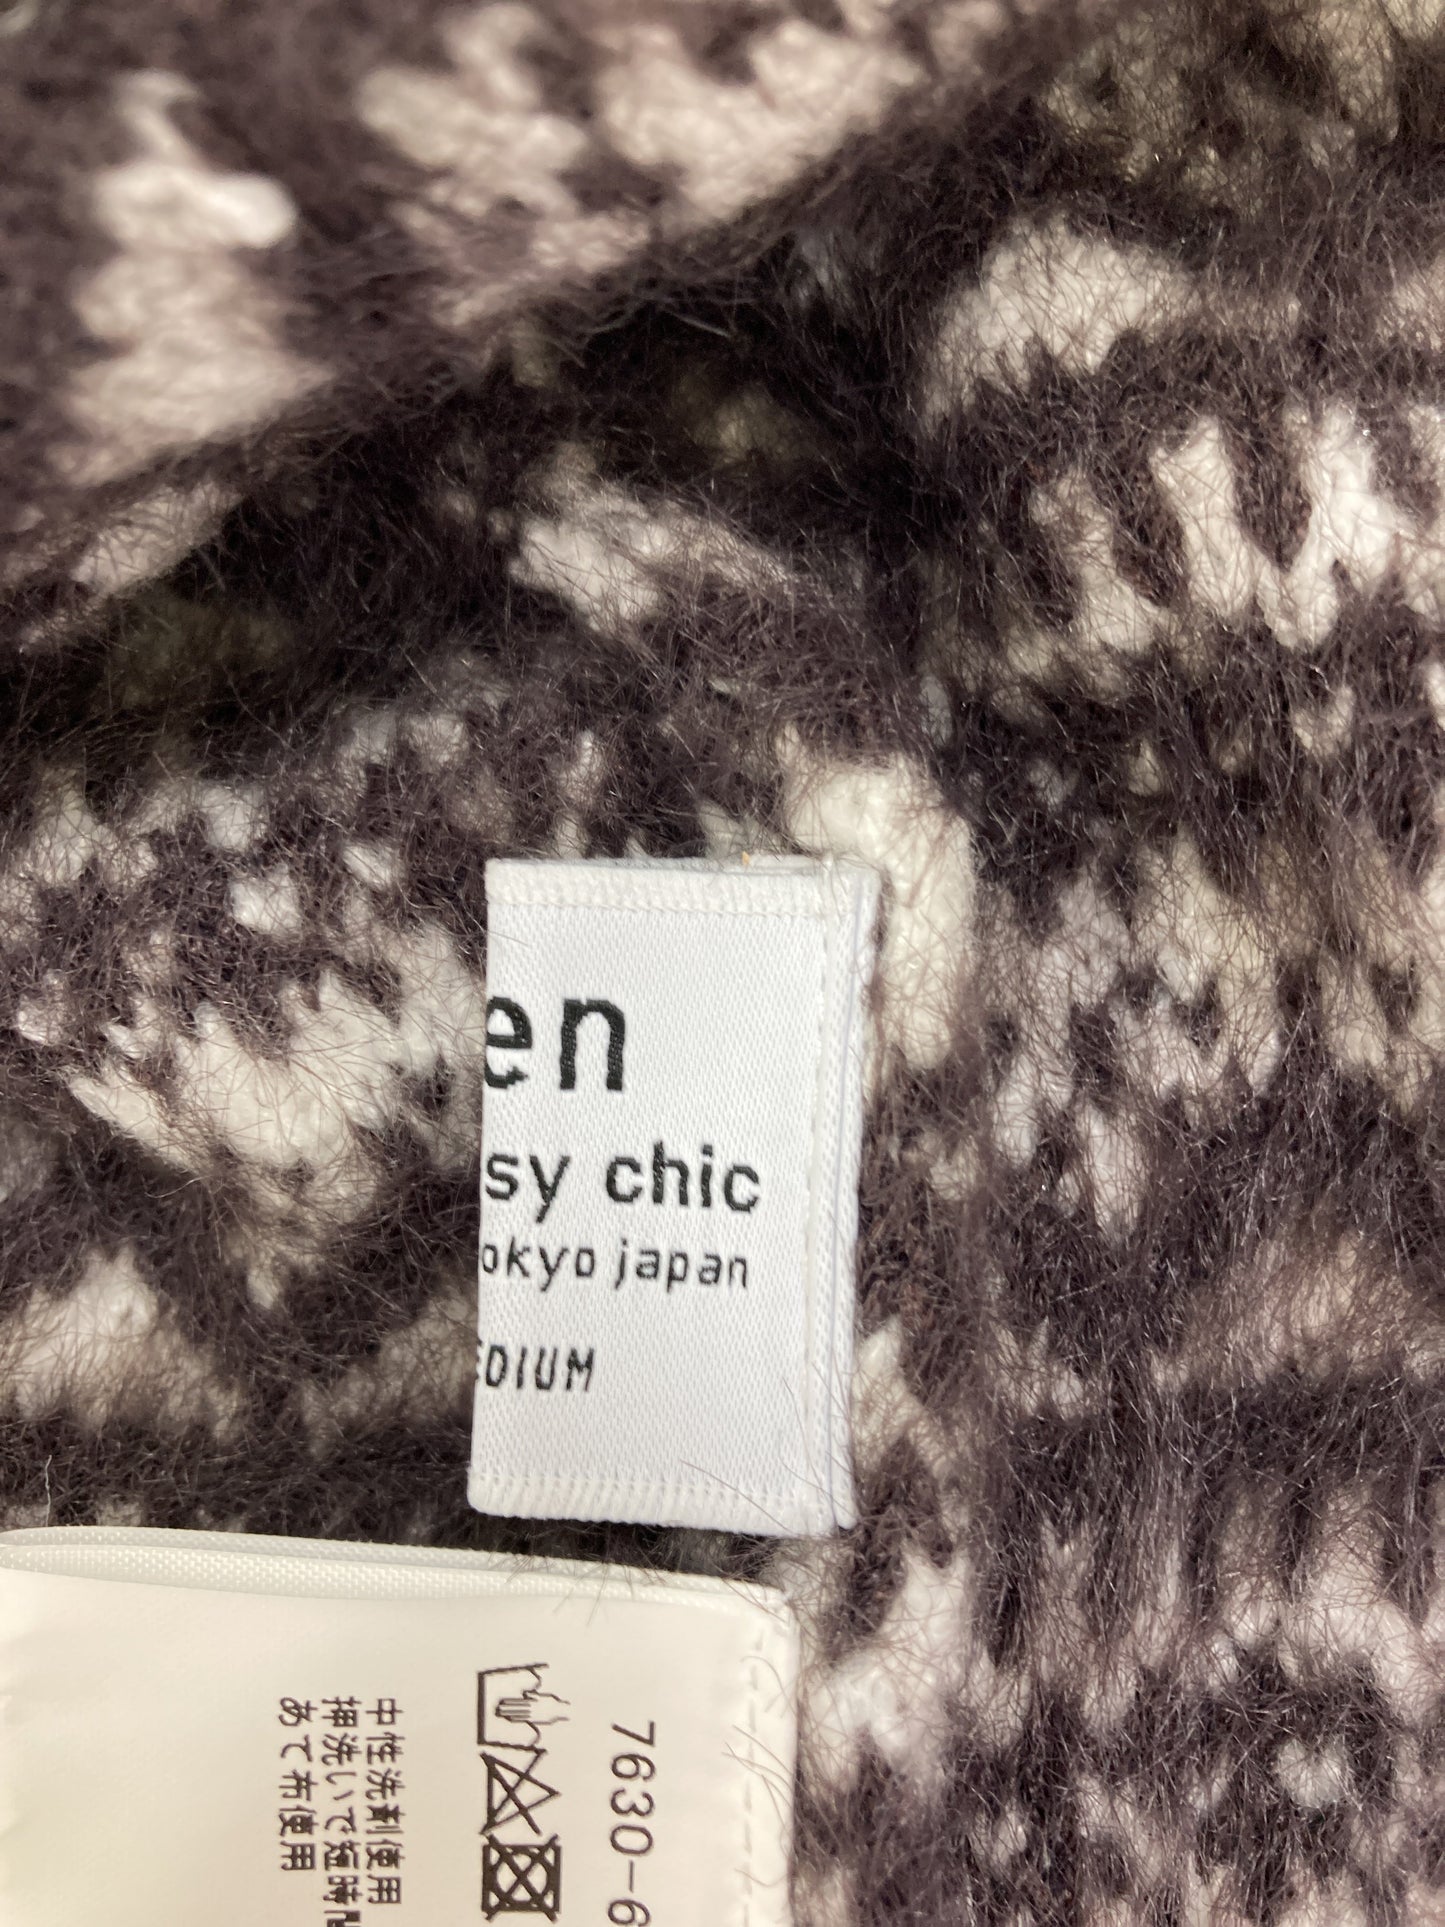 en
sy chic
okyo japan
EDIUM
7630-6
中性洗剤使用
押洗いで短時間
あて布使用